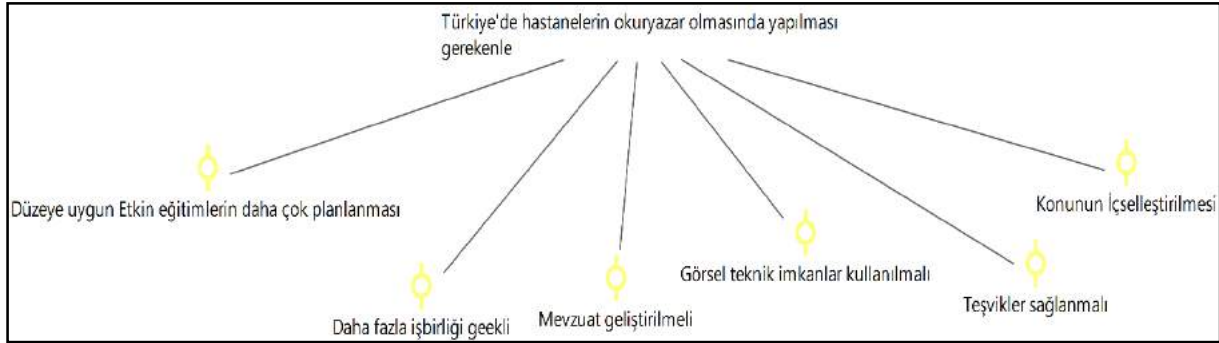 Türkiye'de hastanelerin okuryazar olmasında yapılması
gerekenle
Düzeye uygun Etkin eğitimlerin daha çok planlanması
Konunun İçselleştirilmesi
Görsel teknik imkanlar kullanılmalı
Teşvikler sağlanmalı
Mevzuat geliştirilmeli
Daha fazla işbirliği geekli